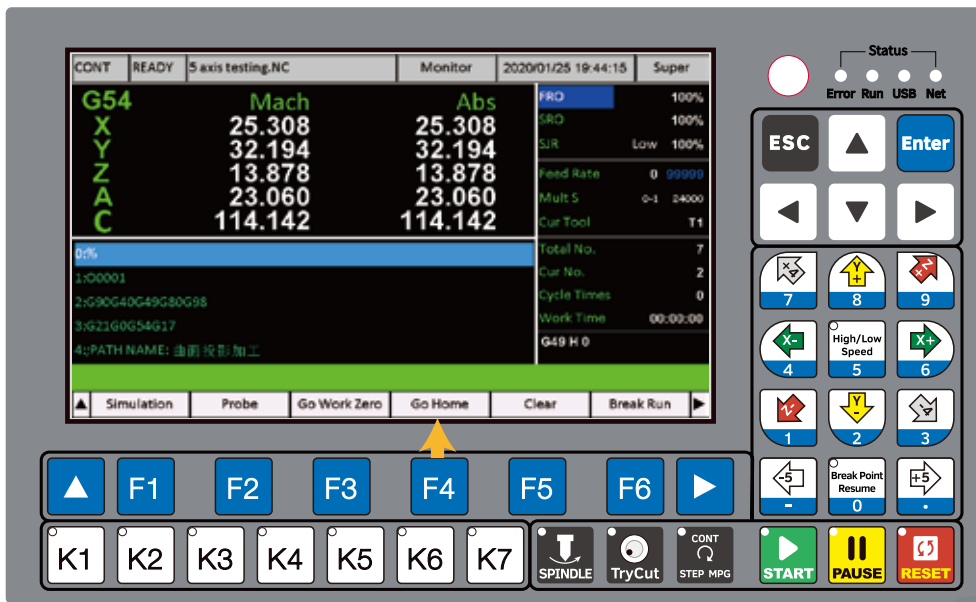 CONT READY 5 axis testing.NC Monitor 2020/01/25 19:44:15 Super
G54 Mach Abs
X 25.308 25.308
Y 32.194 32.194
Z 13.878 13.878
A 23.060 23.060
C 114.142 114.142
FRO 100%
SRO 100%
SJR Low 100%
Feed Rate 0 99999
Mult S 0-1 24000
Cur Tool T1
0:%
1:O0001
2:G90G40G49G80G98
3:G21G0G54G17
4:;PATH NAME: 曲面投影加工
Total No. 7
Cur No. 2
Cycle Times 0
Work Time 00:00:00
G49 H 0
Simulation Probe Go Work Zero Go Home Clear Break Run
F1 F2 F3 F4 F5 F6
K1 K2 K3 K4 K5 K6 K7
SPINDLE TryCut CONT
STEP MPG
Status
Error Run USB Net
ESC Enter
X4 Y+ Z+
7 8 9
X- High/Low Speed X+
4 5 6
Z- Y- -4
1 2 3
-5 Break Point Resume +5
- 0 .
START PAUSE RESET